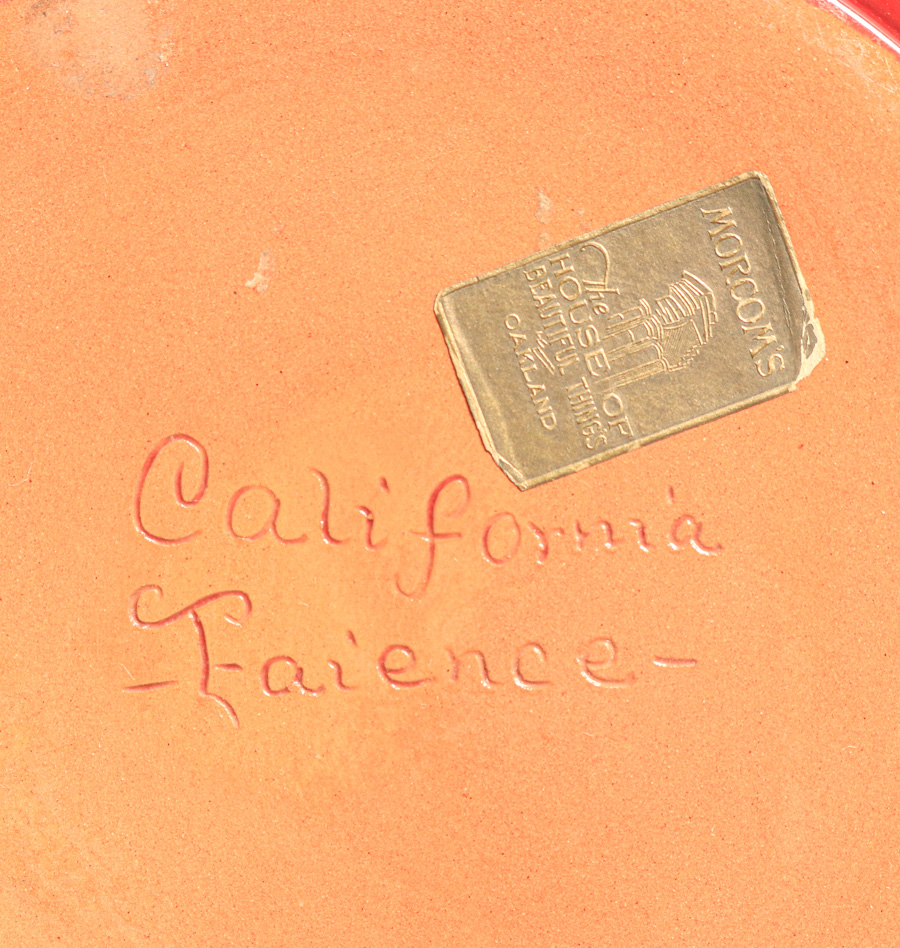 MORCOM'S
The
HOUSE OF
BEAUTIFUL THINGS
OAKLAND
California
-Faience-